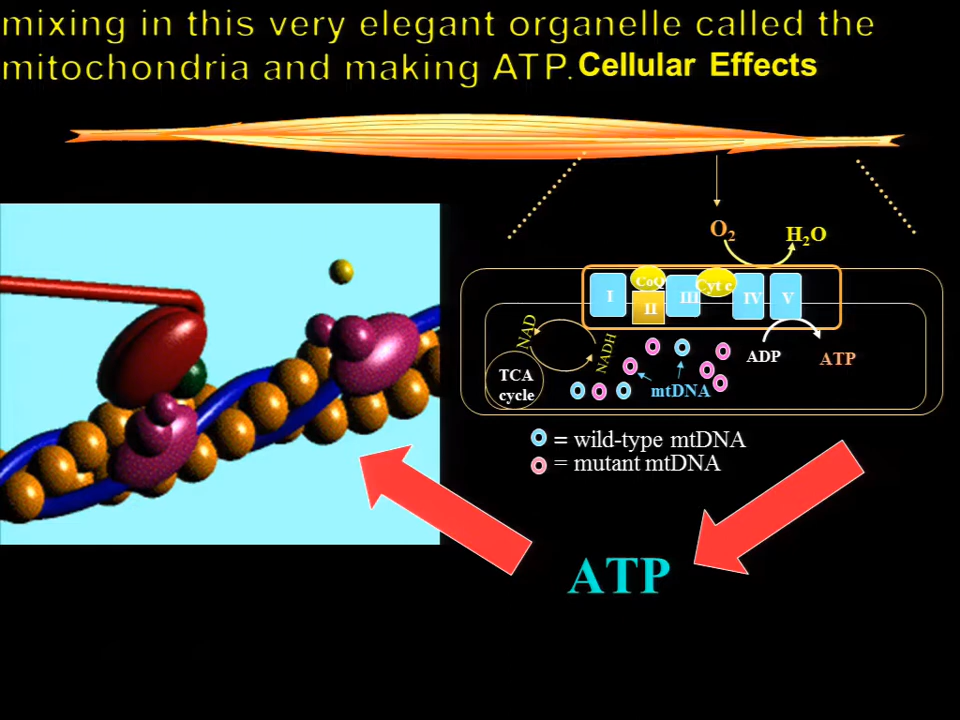 mixing in this very elegant organelle called the
mitochondria and making ATP.
Cellular Effects
O₂
H₂O
I
CoQ
II
III
Cyt c
IV
V
NAD
NADH
TCA
cycle
mtDNA
ADP
ATP
= wild-type mtDNA
= mutant mtDNA
ATP